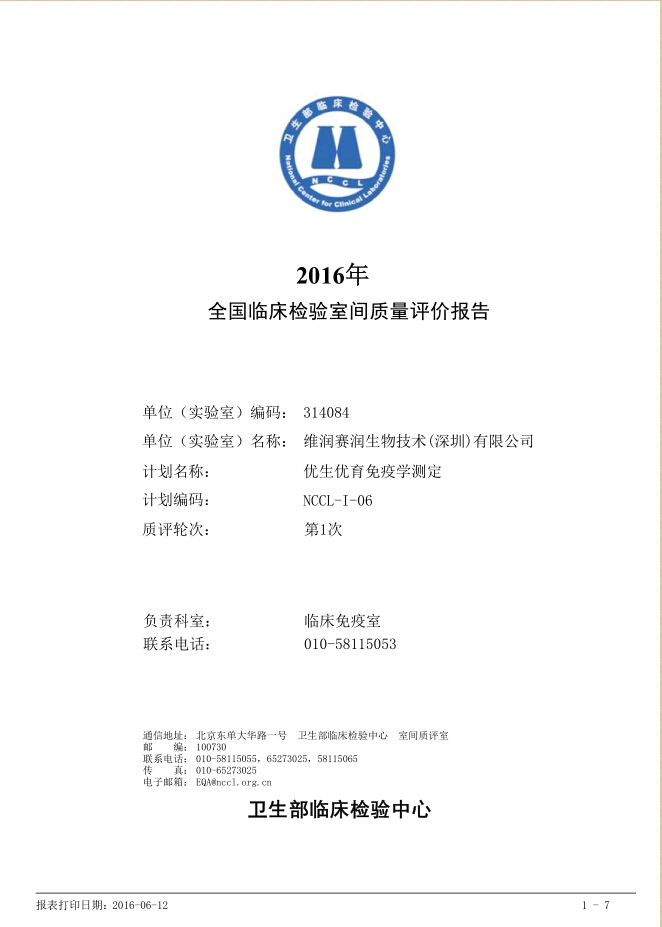 卫生部临床检验中心
NCCL
National Center for Clinical Laboratories
2016年
全国临床检验室间质量评价报告
单位（实验室）编码： 314084
单位（实验室）名称： 维润赛润生物技术(深圳)有限公司
计划名称： 优生优育免疫学测定
计划编码： NCCL-I-06
质评轮次： 第1次
负责科室： 临床免疫室
联系电话： 010-58115053
通信地址： 北京东单大华路一号 卫生部临床检验中心 室间质评室
邮 编： 100730
联系电话： 010-58115055，65273025，58115065
传 真： 010-65273025
电子邮箱： EQA@nccl.org.cn
卫生部临床检验中心
报表打印日期：2016-06-12 1 - 7